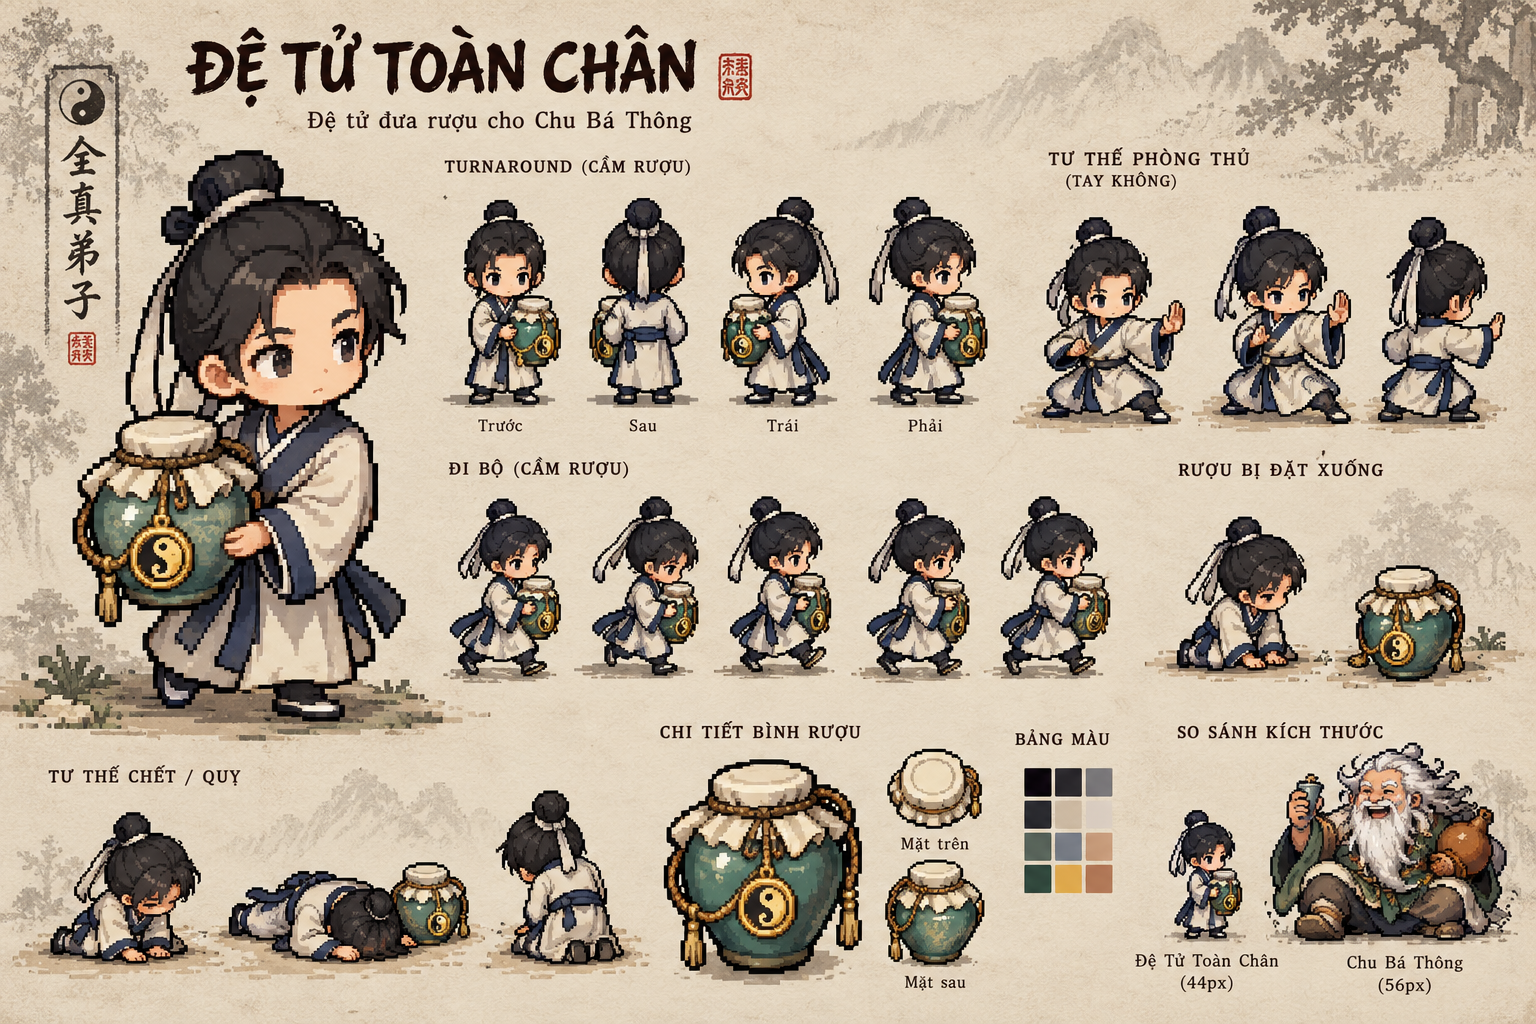 ĐỆ TỬ TOÀN CHÂN
Đệ tử đưa rượu cho Chu Bá Thông
全真弟子
TURNAROUND (CẦM RƯỢU)
Trước
Sau
Trái
Phải
TƯ THẾ PHÒNG THỦ
(TAY KHÔNG)
ĐI BỘ (CẦM RƯỢU)
RƯỢU BỊ ĐẶT XUỐNG
TƯ THẾ CHẾT / QUỴ
CHI TIẾT BÌNH RƯỢU
Mặt trên
Mặt sau
BẢNG MÀU
SO SÁNH KÍCH THƯỚC
Đệ Tử Toàn Chân
(44px)
Chu Bá Thông
(56px)